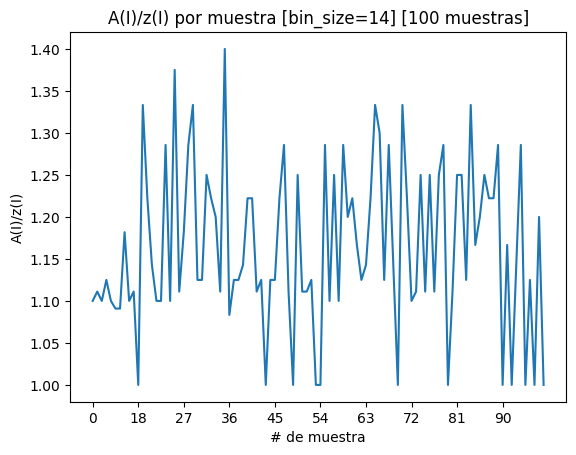 A(I)/z(I) por muestra [bin_size=14] [100 muestras]
A(I)/z(I)
1.40
1.35
1.30
1.25
1.20
1.15
1.10
1.05
1.00
0 18 27 36 45 54 63 72 81 90
# de muestra